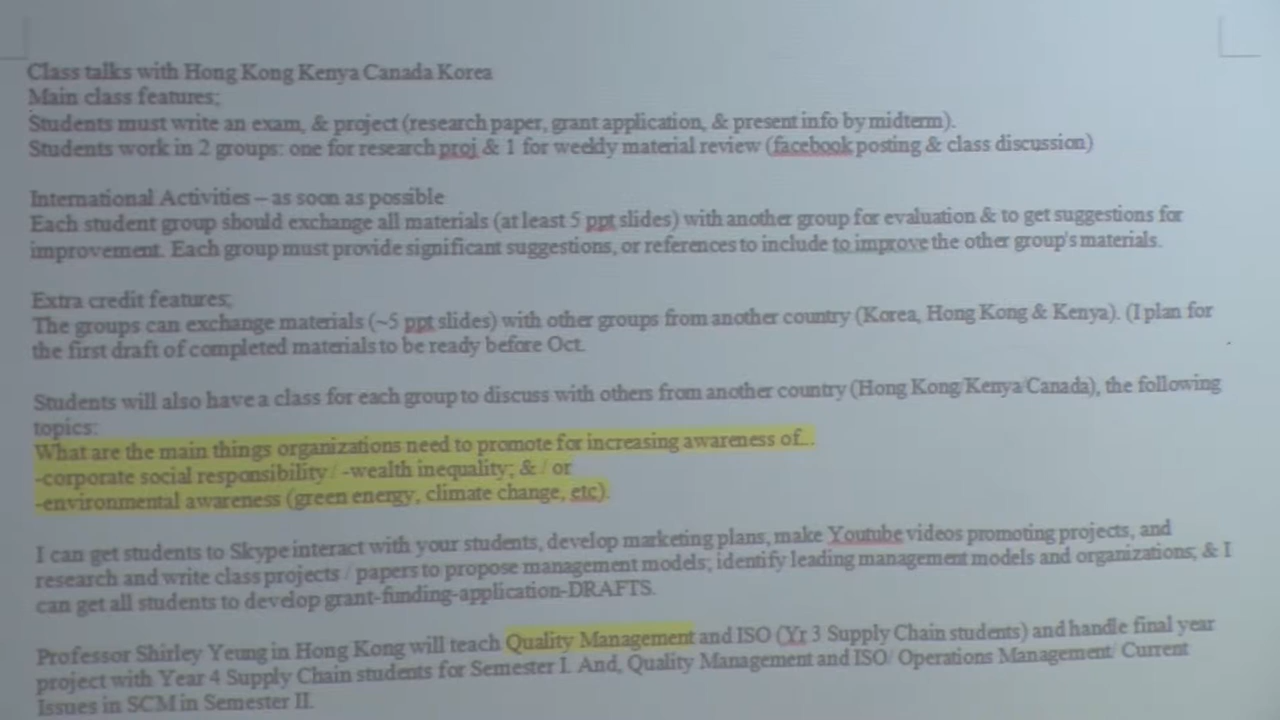 Class talks with Hong Kong Kenya Canada Korea
Main class features;
Students must write an exam, & project (research paper, grant application, & present info by midterm).
Students work in 2 groups: one for research proj & 1 for weekly material review (facebook posting & class discussion)
International Activities – as soon as possible
Each student group should exchange all materials (at least 5 ppt slides) with another group for evaluation & to get suggestions for
improvement. Each group must provide significant suggestions, or references to include to improve the other group's materials.
Extra credit features;
The groups can exchange materials (~5 ppt slides) with other groups from another country (Korea, Hong Kong & Kenya). (I plan for
the first draft of completed materials to be ready before Oct.
Students will also have a class for each group to discuss with others from another country (Hong Kong/Kenya/Canada), the following
topics:
What are the main things organizations need to promote for increasing awareness of...
-corporate social responsibility / -wealth inequality; & / or
-environmental awareness (green energy, climate change, etc).
I can get students to Skype interact with your students, develop marketing plans, make Youtube videos promoting projects, and
research and write class projects / papers to propose management models; identify leading management models and organizations; & I
can get all students to develop grant-funding-application-DRAFTS.
Professor Shirley Yeung in Hong Kong will teach Quality Management and ISO (Yr 3 Supply Chain students) and handle final year
project with Year 4 Supply Chain students for Semester I. And, Quality Management and ISO/ Operations Management/ Current
Issues in SCM in Semester II.